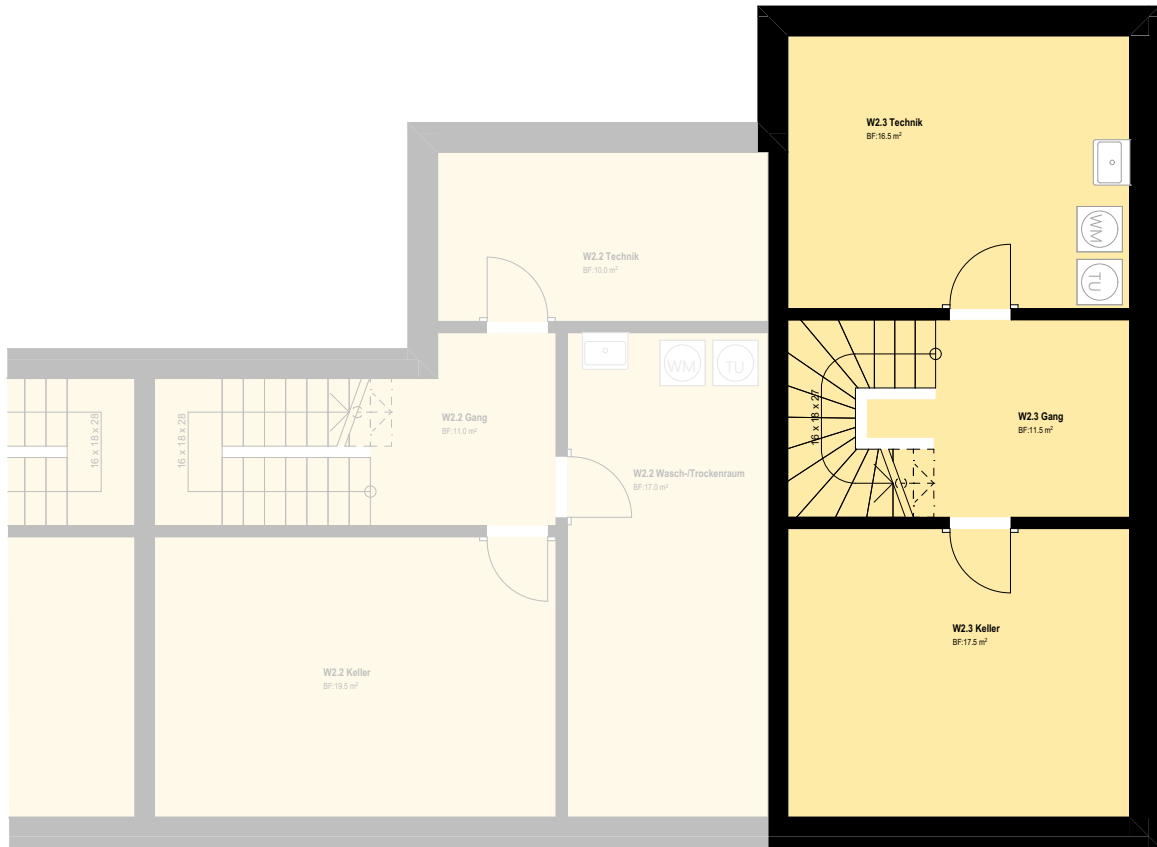 W2.3 Technik
BF:16.5 m²
WM
TU
W2.2 Technik
BF:10.0 m²
WM
TU
16 x 18 x 28
16 x 18 x 28
W2.2 Gang
BF:11.0 m²
16 x 18 x 27
W2.3 Gang
BF:11.5 m²
W2.2 Wasch-/Trockenraum
BF:17.0 m²
W2.3 Keller
BF:17.5 m²
W2.2 Keller
BF:19.5 m²